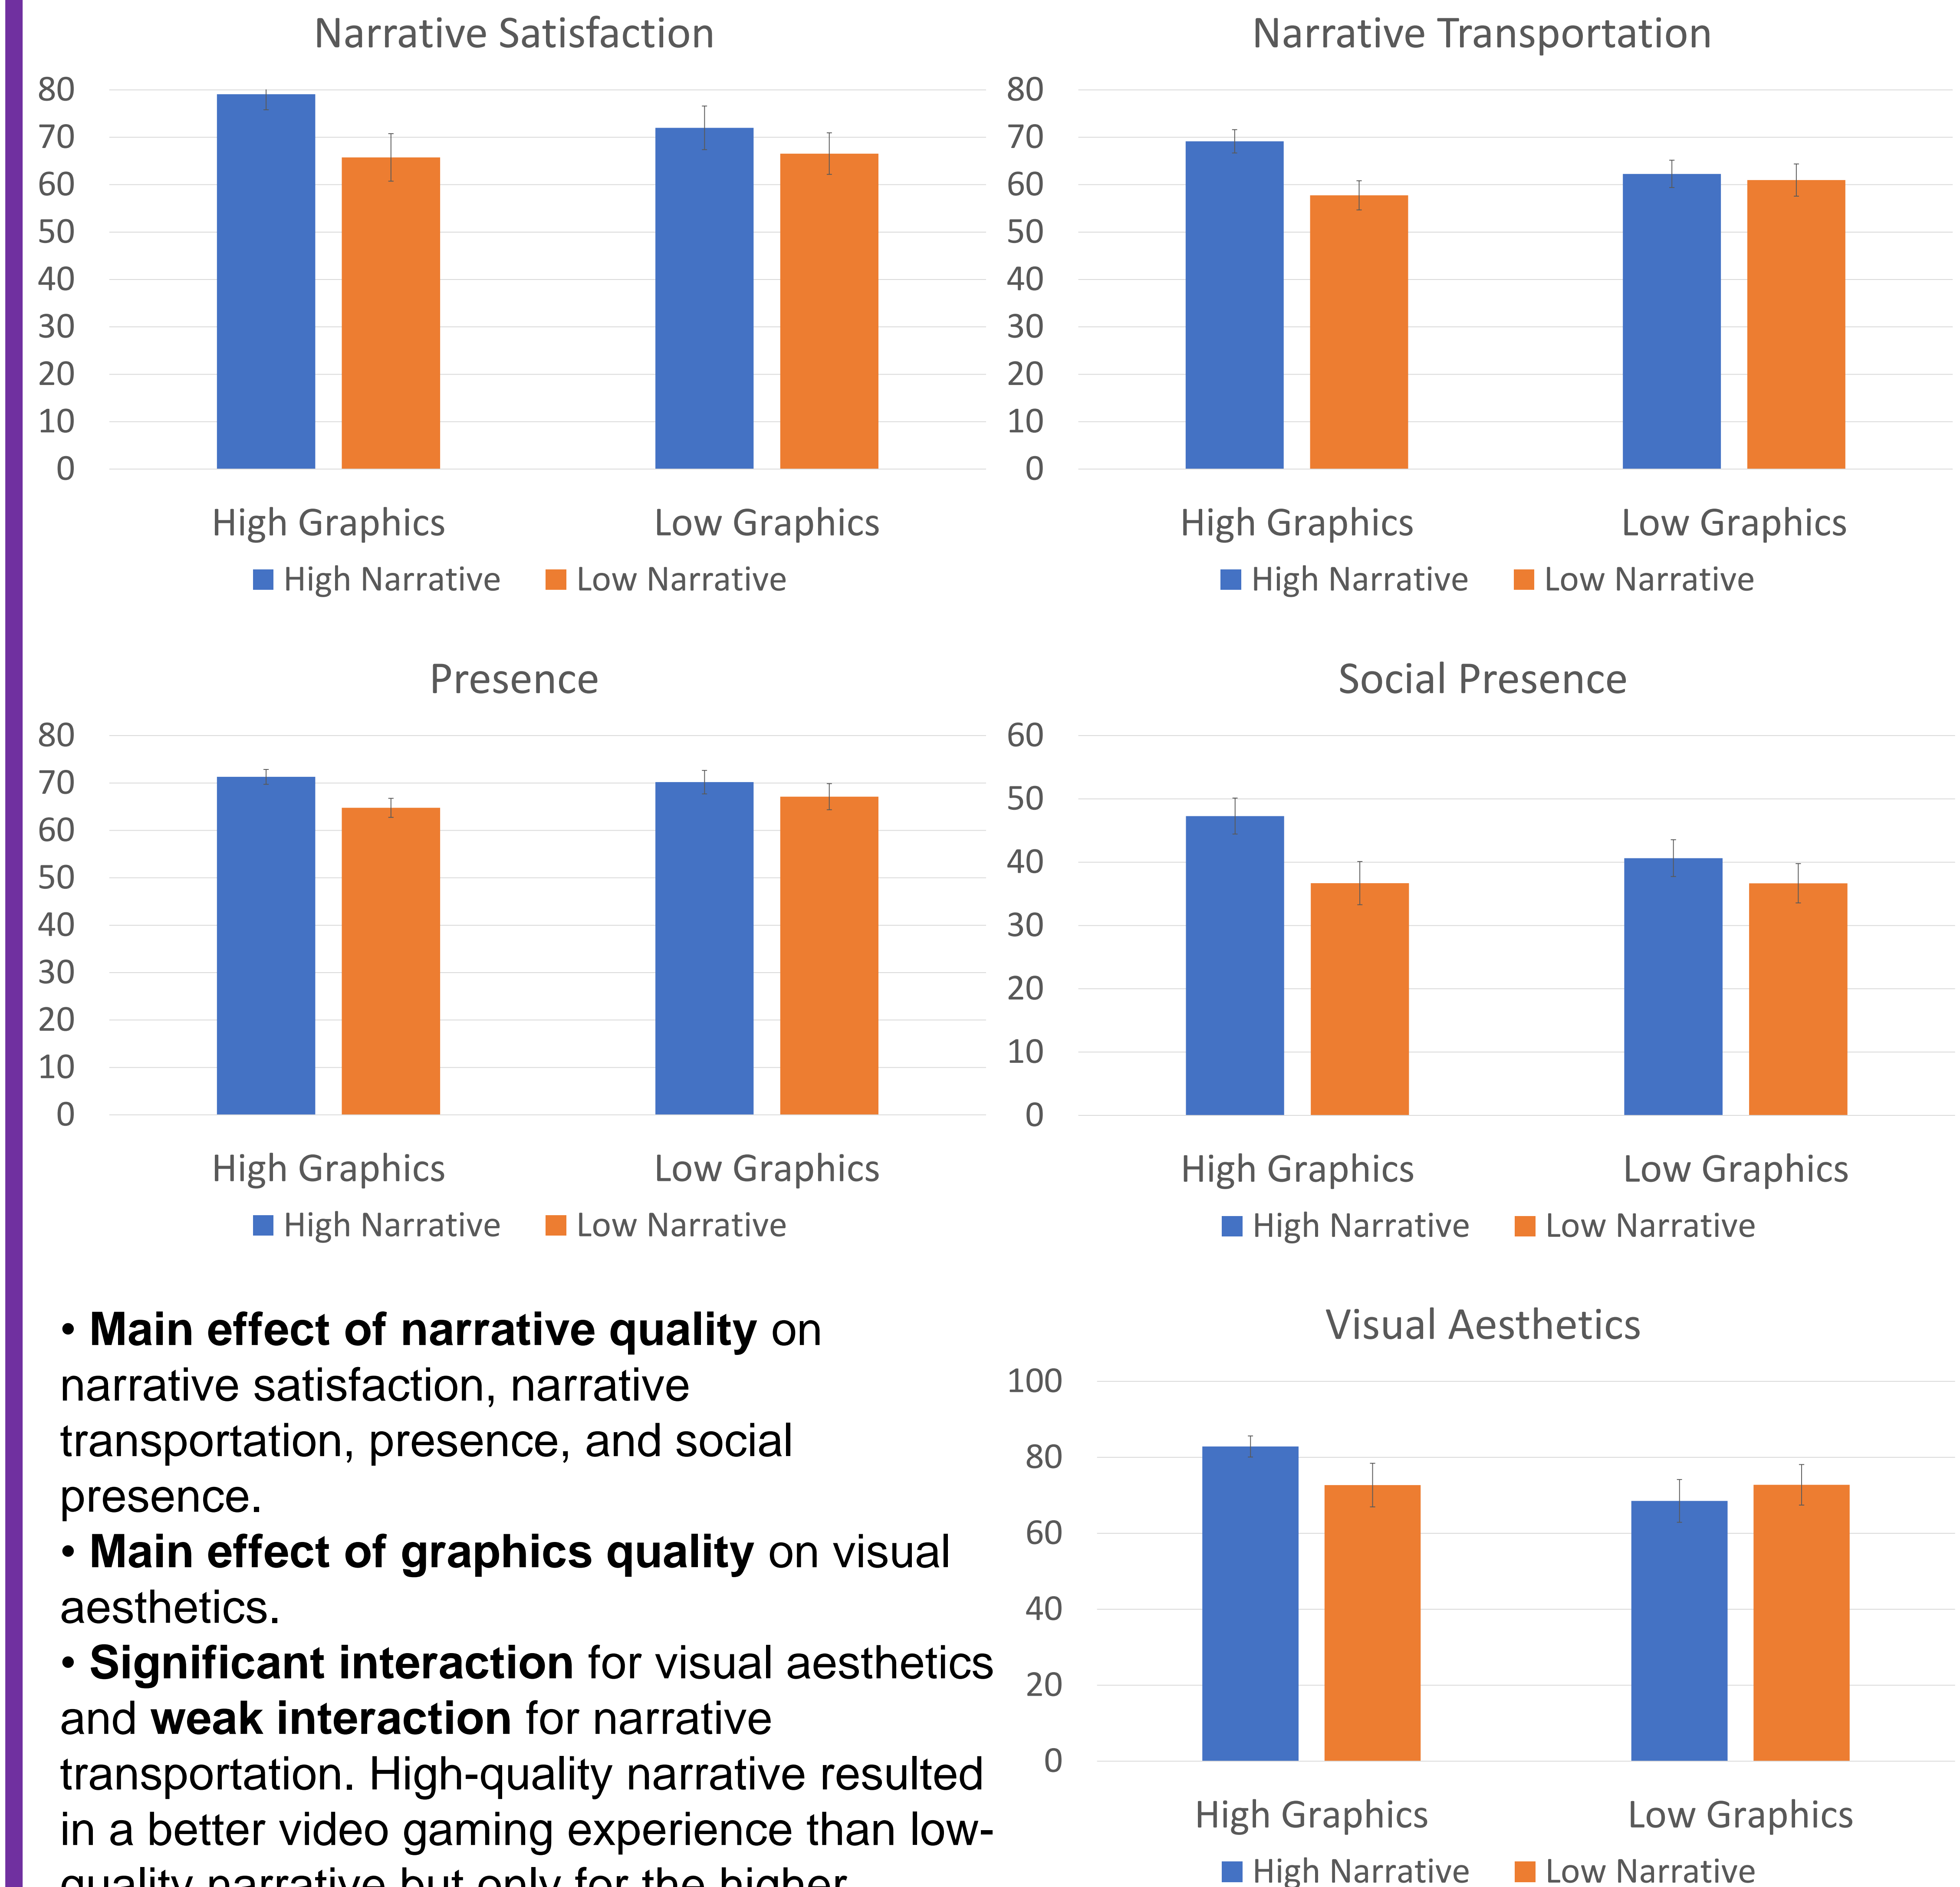 Narrative Satisfaction
80
70
60
50
40
30
20
10
0
High Graphics Low Graphics
High Narrative Low Narrative
Narrative Transportation
80
70
60
50
40
30
20
10
0
High Graphics Low Graphics
High Narrative Low Narrative
Presence
80
70
60
50
40
30
20
10
0
High Graphics Low Graphics
High Narrative Low Narrative
Social Presence
60
50
40
30
20
10
0
High Graphics Low Graphics
High Narrative Low Narrative
• Main effect of narrative quality on
narrative satisfaction, narrative
transportation, presence, and social
presence.
• Main effect of graphics quality on visual
aesthetics.
• Significant interaction for visual aesthetics
and weak interaction for narrative
transportation. High-quality narrative resulted
in a better video gaming experience than low-
quality narrative but only for the higher
Visual Aesthetics
100
80
60
40
20
0
High Graphics Low Graphics
High Narrative Low Narrative